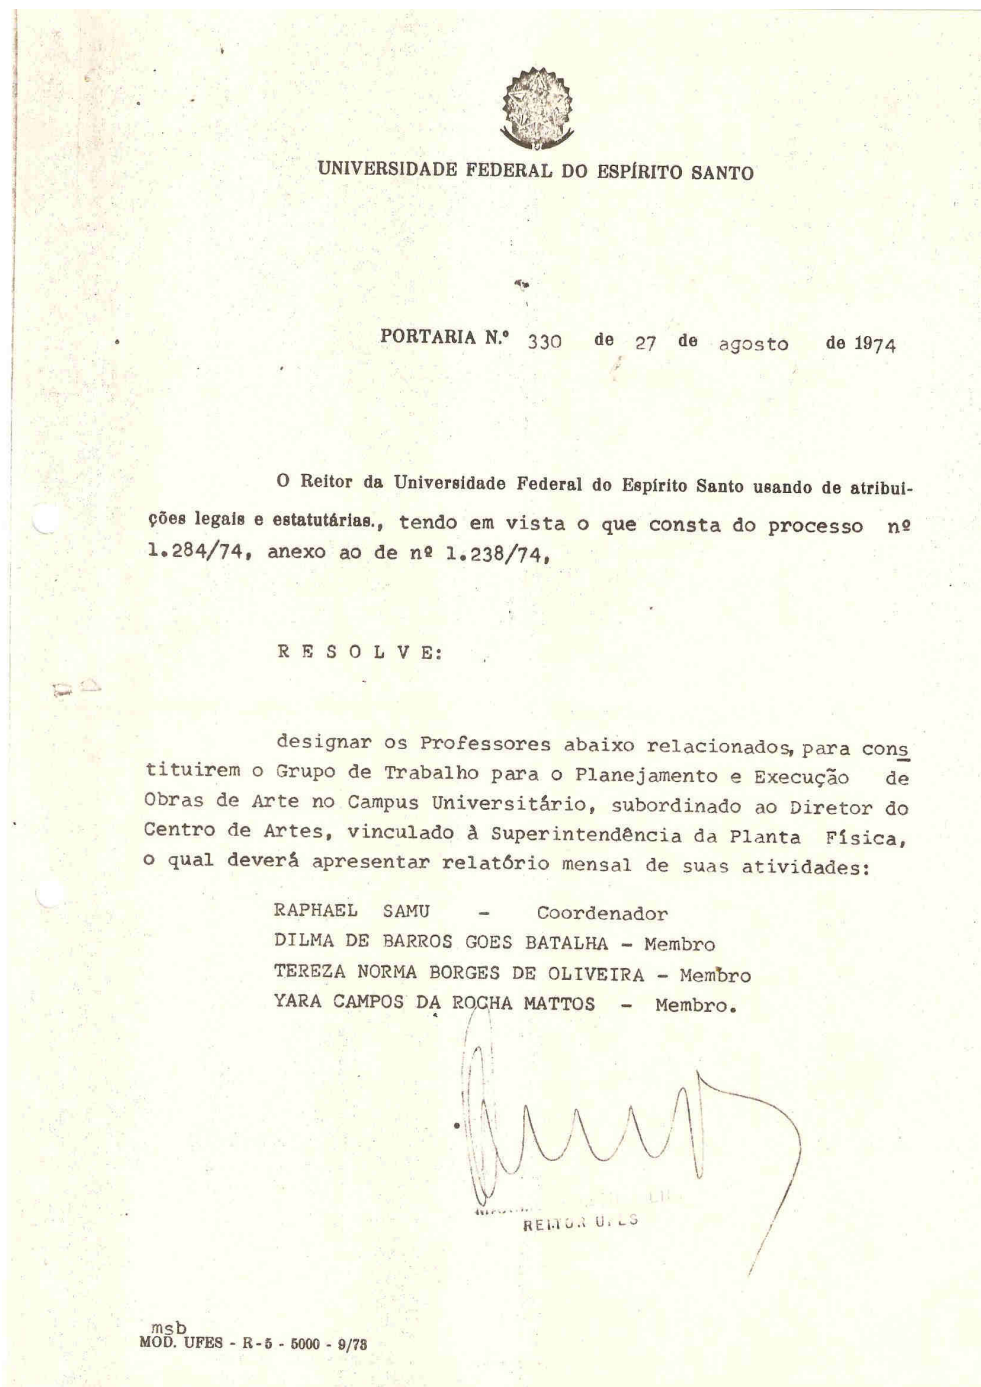 UNIVERSIDADE FEDERAL DO ESPÍRITO SANTO
PORTARIA N.º 330 de 27 de agosto de 1974
O Reitor da Universidade Federal do Espírito Santo usando de atribui-
ções legais e estatutárias., tendo em vista o que consta do processo nº
1.284/74, anexo ao de nº 1.238/74,
R E S O L V E:
designar os Professores abaixo relacionados, para cons
tituirem o Grupo de Trabalho para o Planejamento e Execução de
Obras de Arte no Campus Universitário, subordinado ao Diretor do
Centro de Artes, vinculado à Superintendência da Planta Física,
o qual deverá apresentar relatório mensal de suas atividades:
RAPHAEL SAMU - Coordenador
DILMA DE BARROS GOES BATALHA - Membro
TEREZA NORMA BORGES DE OLIVEIRA - Membro
YARA CAMPOS DA ROCHA MATTOS - Membro.
REITOR UFES
msb
MOD. UFES - R-5 - 5000 - 9/73